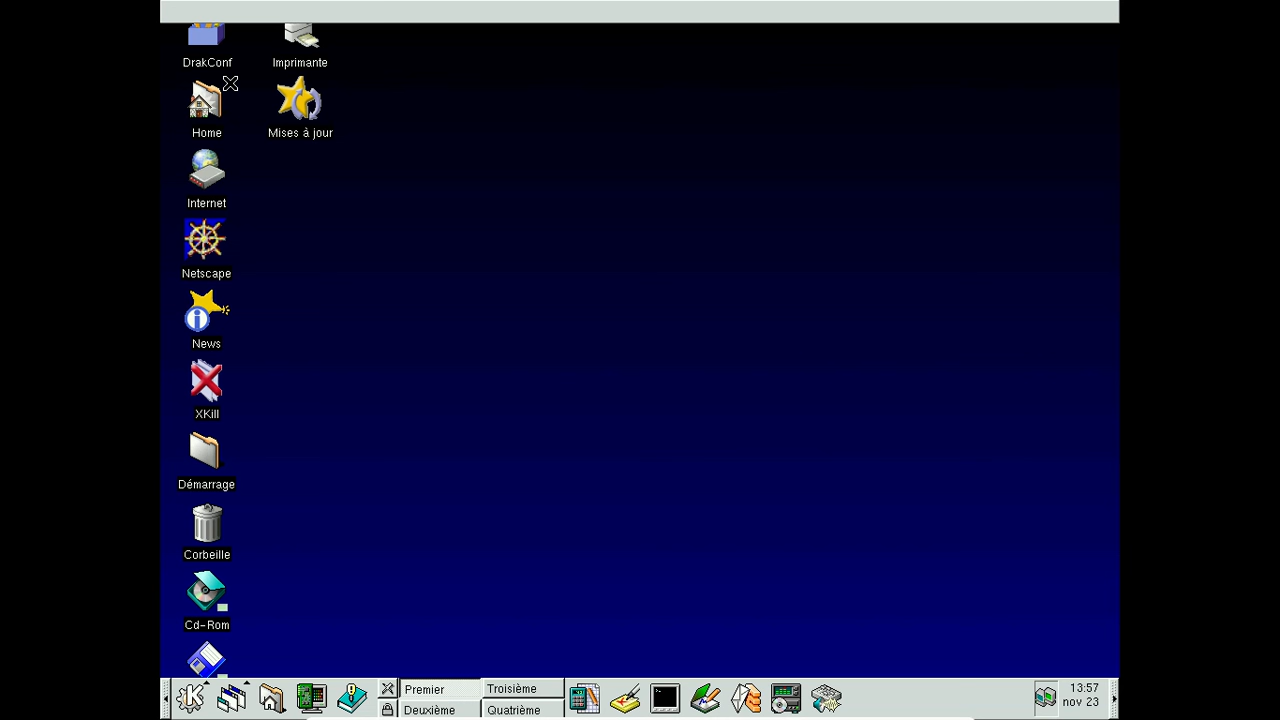 DrakConf
Imprimante
Home
Mises à jour
Internet
Netscape
News
XKill
Démarrage
Corbeille
Cd-Rom
Premier
Troisième
Deuxième
Quatrième
13:57
nov 23